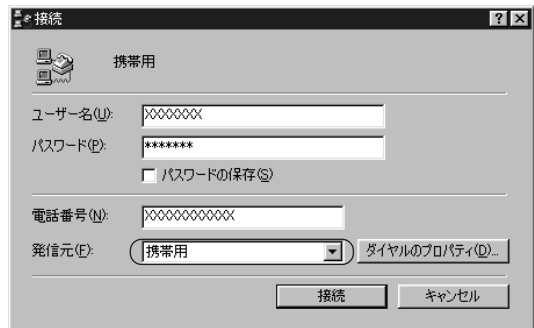 接続
携帯用
ユーザー名(U): XXXXXXX
パスワード(P): *******
パスワードの保存(S)
電話番号(N): XXXXXXXXXXX
発信元(F): 携帯用 ダイヤルのプロパティ(D)...
接続 キャンセル